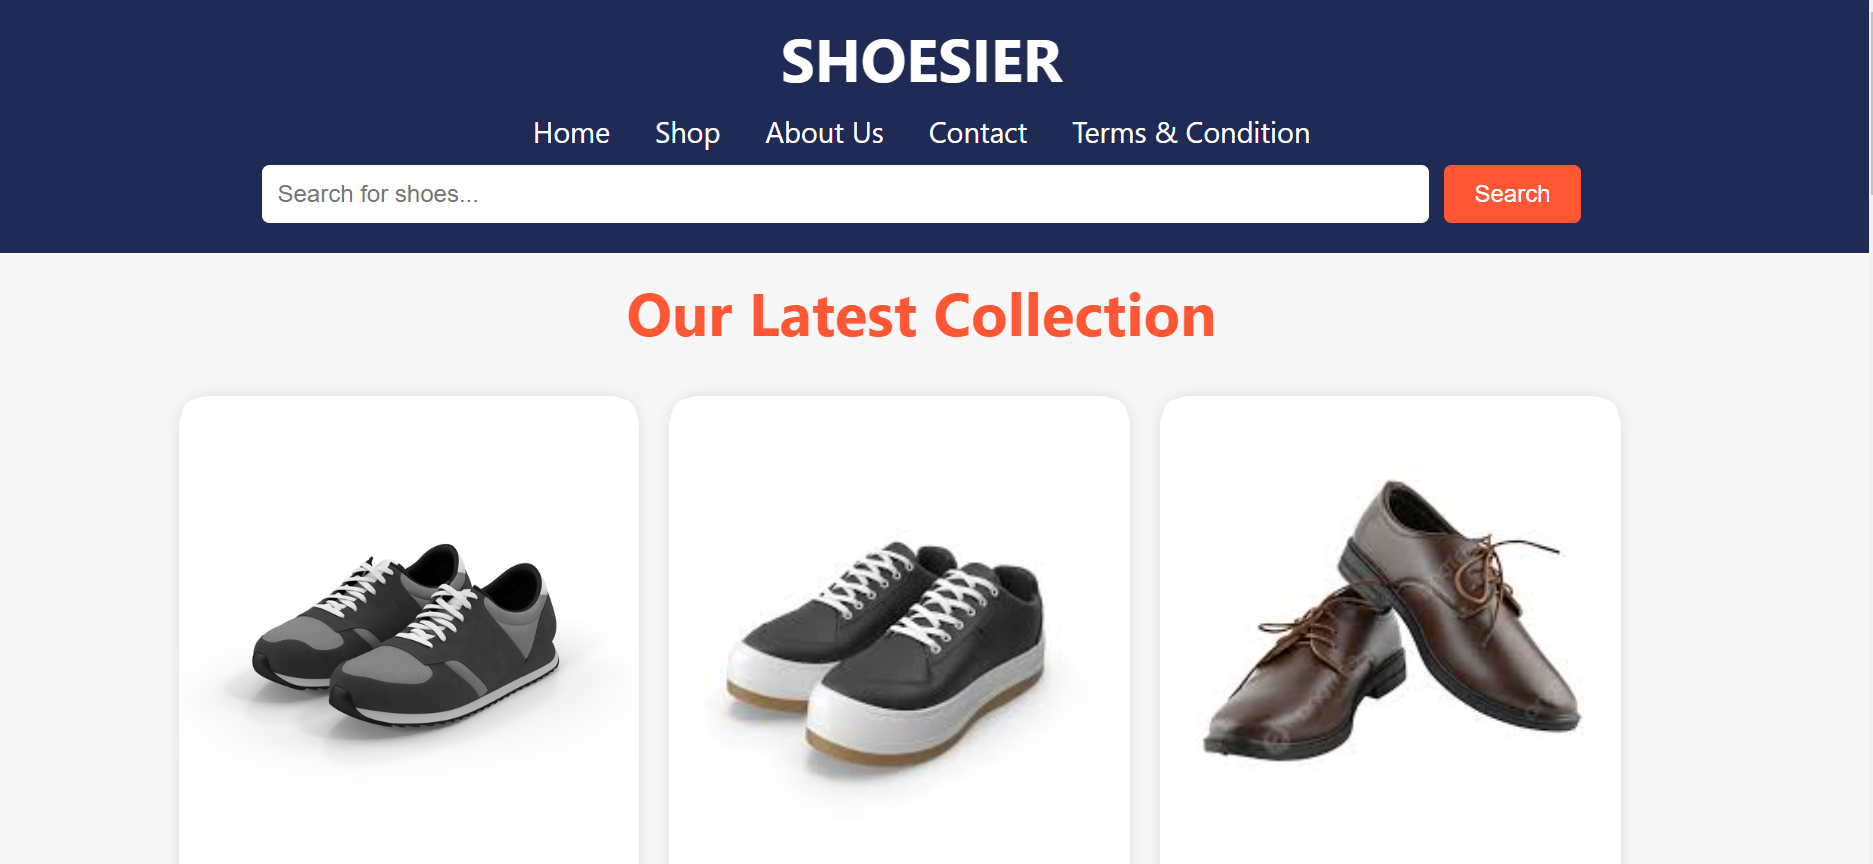 SHOESIER
Home Shop About Us Contact Terms & Condition
Search for shoes... Search
Our Latest Collection